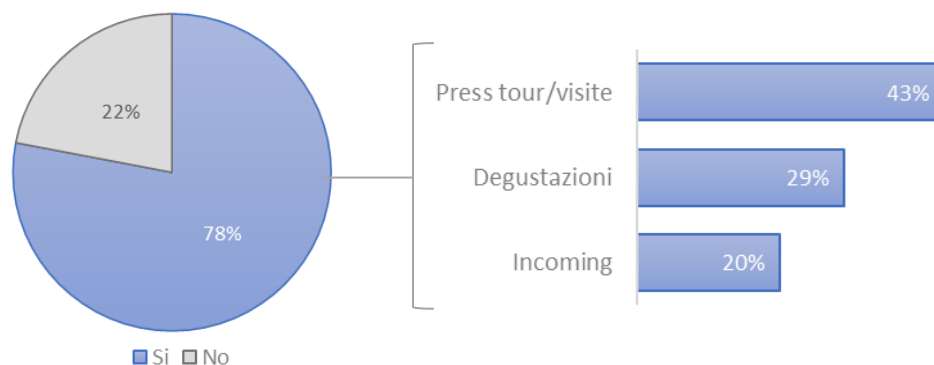 22%
78%
Si No
Press tour/visite 43%
Degustazioni 29%
Incoming 20%